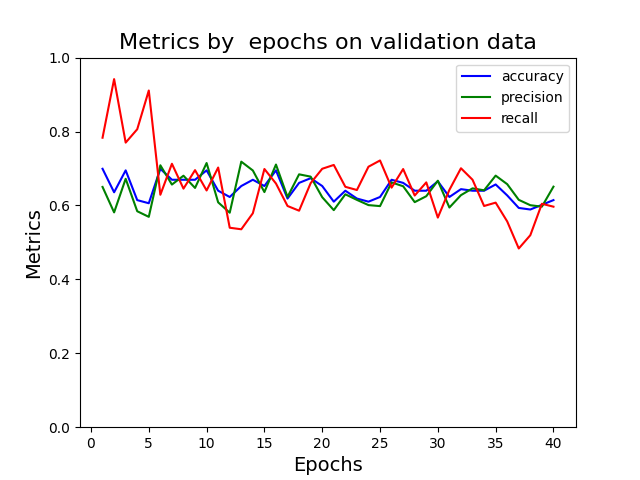 Metrics by  epochs on validation data
1.0
0.8
0.6
0.4
0.2
0.0
Metrics
accuracy
precision
recall
0 5 10 15 20 25 30 35 40
Epochs